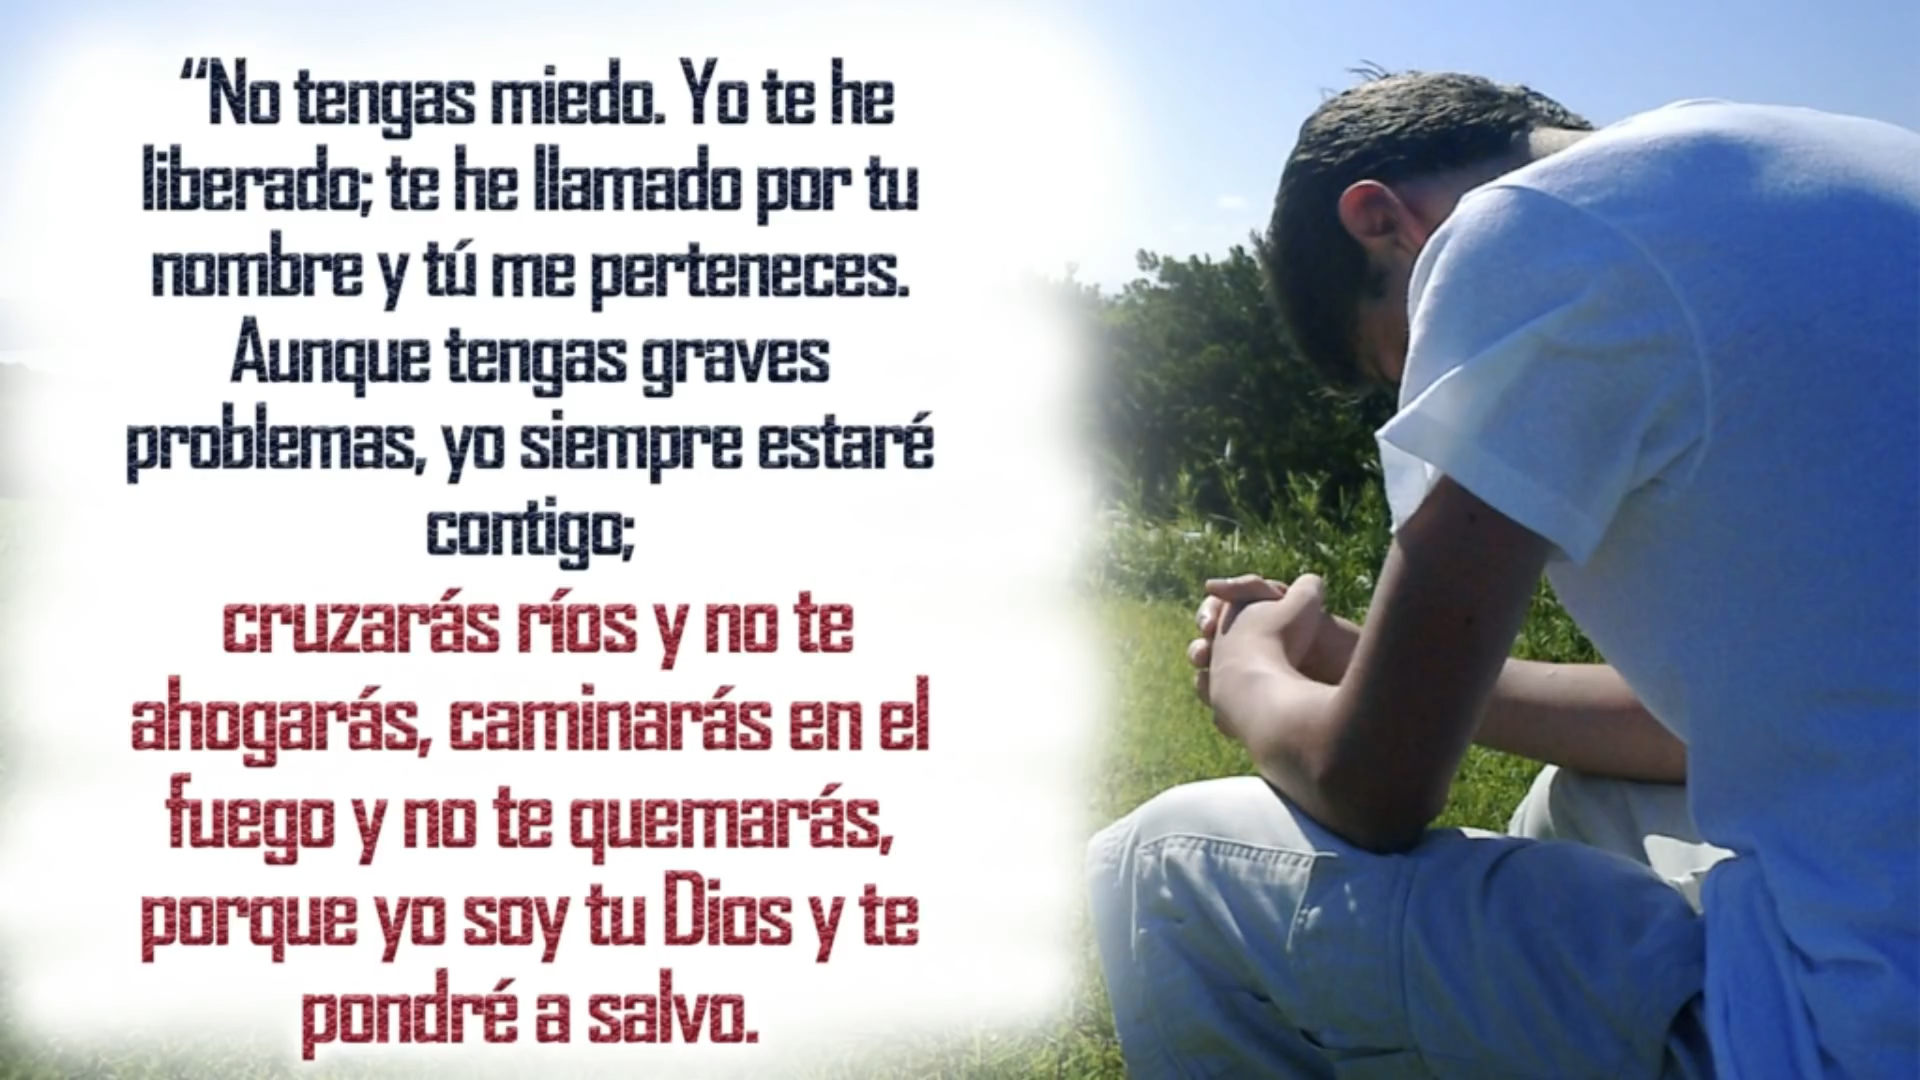 “No tengas miedo. Yo te he
liberado; te he llamado por tu
nombre y tú me perteneces.
Aunque tengas graves
problemas, yo siempre estaré
contigo;
cruzarás ríos y no te
ahogarás, caminarás en el
fuego y no te quemarás,
porque yo soy tu Dios y te
pondré a salvo.